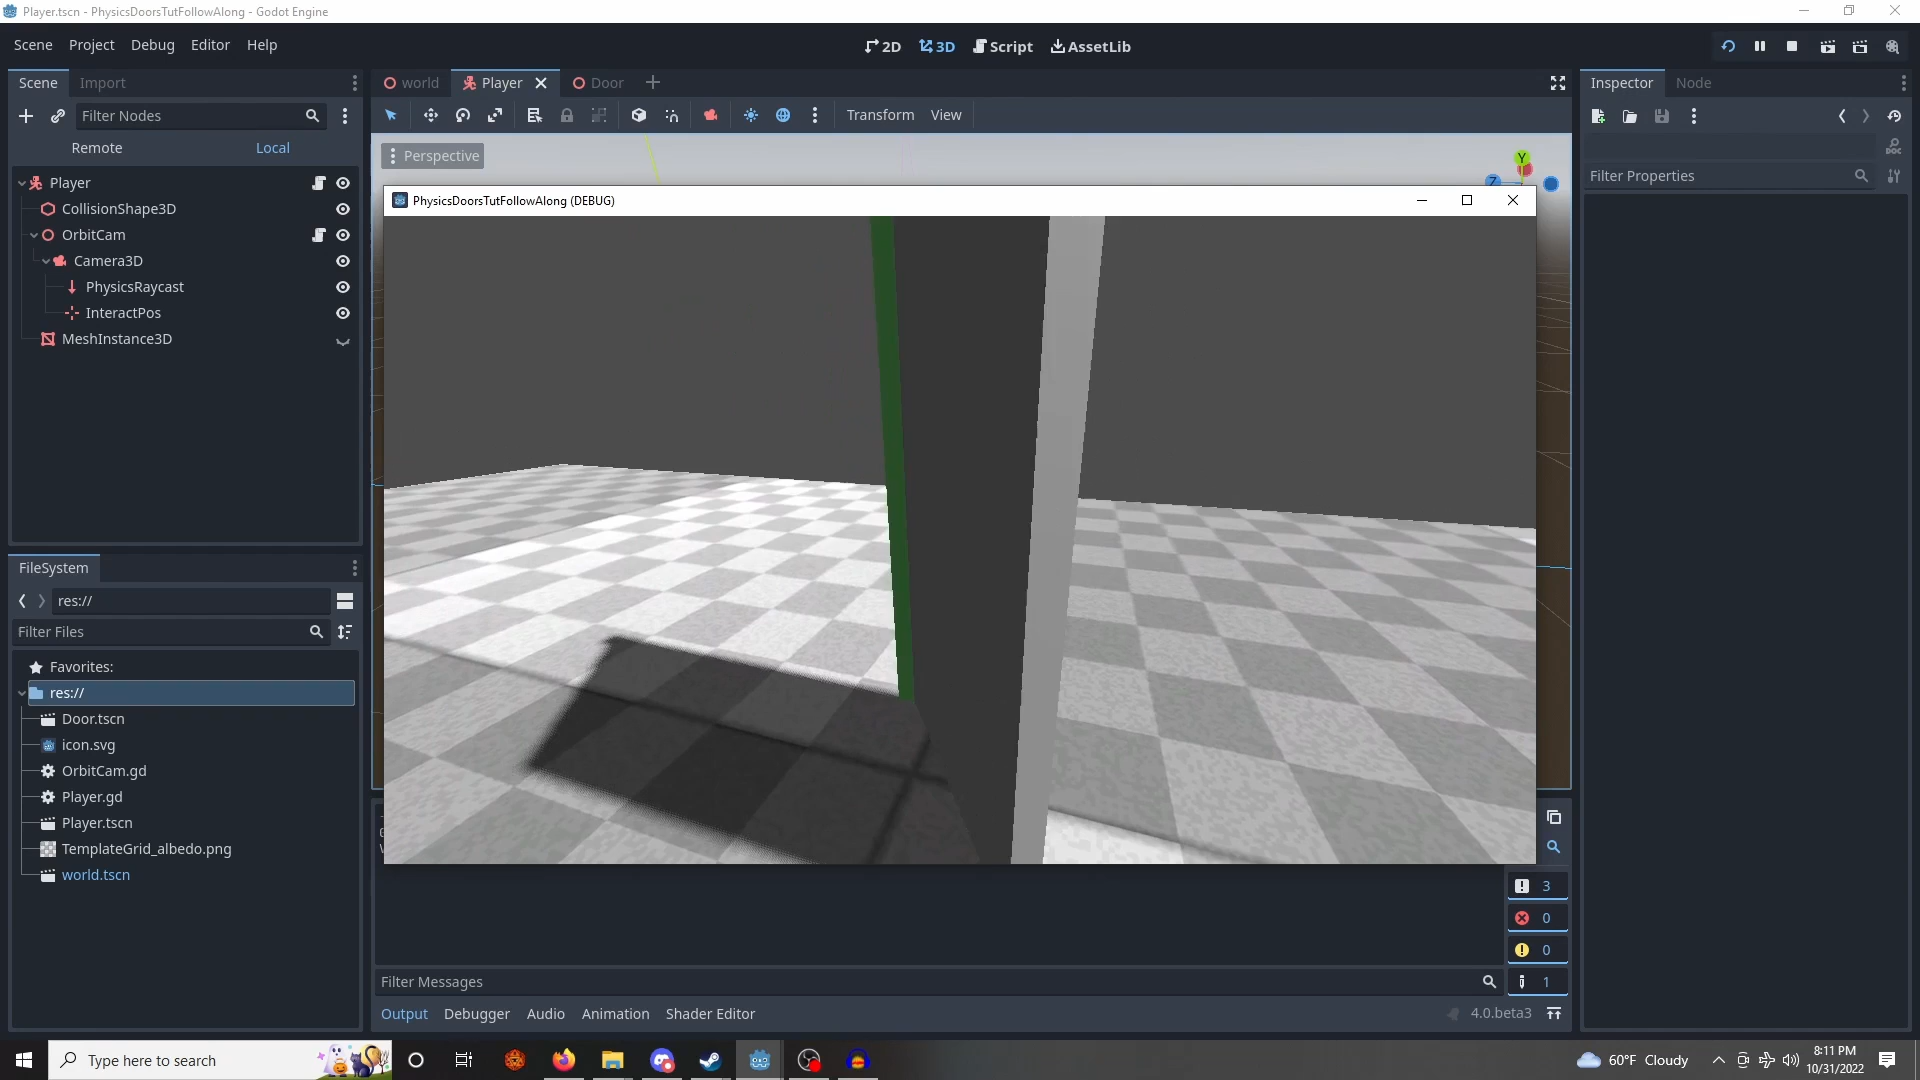 Player.tscn - PhysicsDoorsTutFollowAlong - Godot Engine
Scene Project Debug Editor Help
2D 3D Script AssetLib
Scene Import
world Player Door
Inspector Node
Filter Nodes
Transform View
Remote Local
Perspective
Y
Z
DOC
Filter Properties
Player
CollisionShape3D
OrbitCam
Camera3D
PhysicsRaycast
InteractPos
MeshInstance3D
PhysicsDoorsTutFollowAlong (DEBUG)
FileSystem
res://
Filter Files
Favorites:
res://
Door.tscn
icon.svg
OrbitCam.gd
Player.gd
Player.tscn
TemplateGrid_albedo.png
world.tscn
3
0
0
1
Filter Messages
Output Debugger Audio Animation Shader Editor
4.0.beta3
Type here to search
60°F Cloudy
8:11 PM
10/31/2022